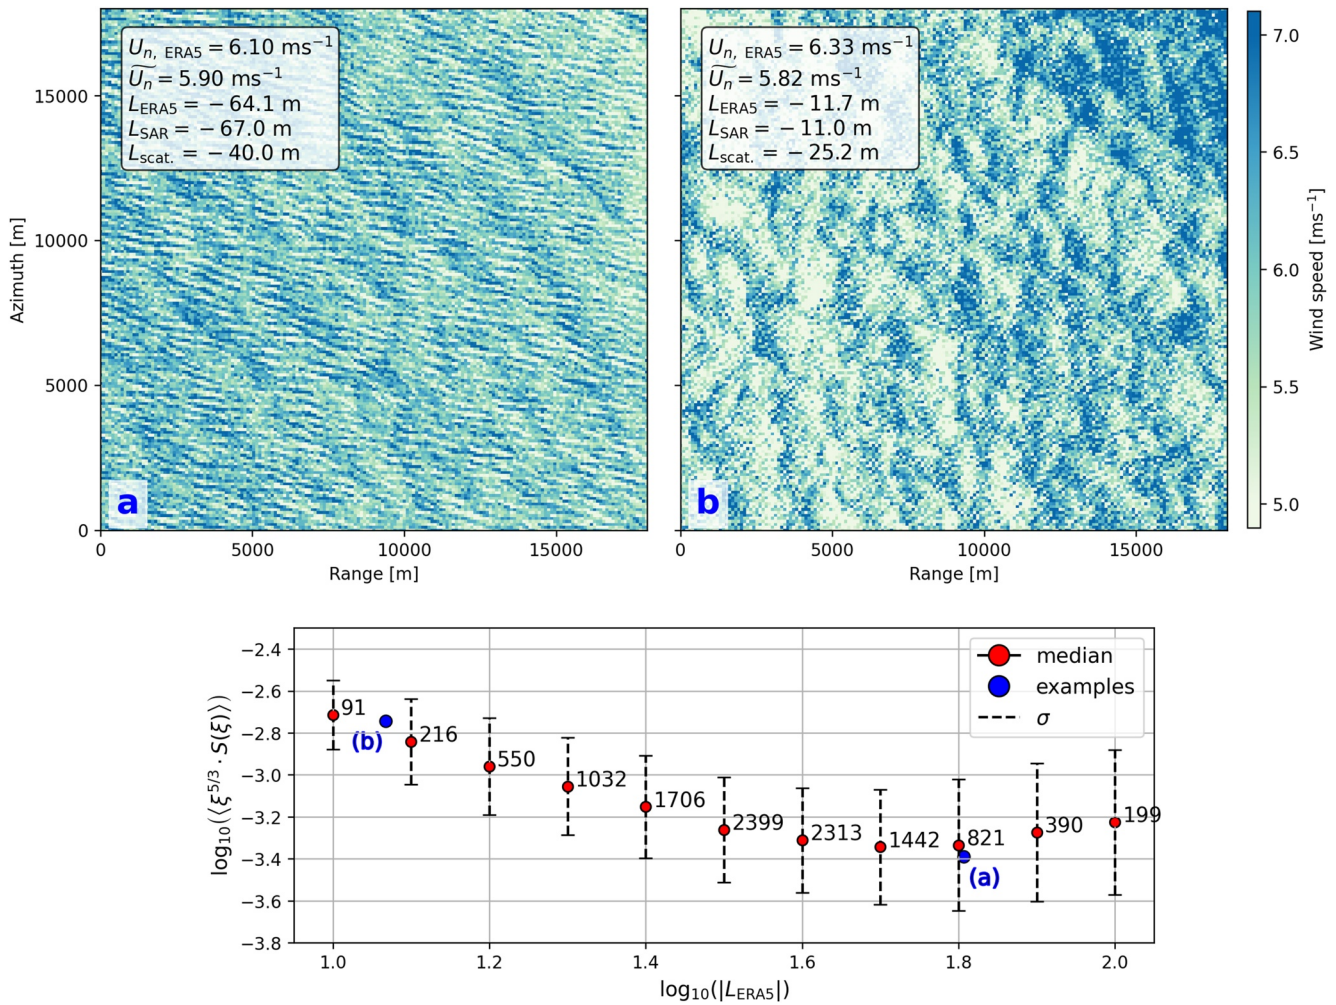 U_n, ERA5 = 6.10 ms⁻¹
Ũ_n = 5.90 ms⁻¹
L_ERA5 = −64.1 m
L_SAR = −67.0 m
L_scat. = −40.0 m
U_n, ERA5 = 6.33 ms⁻¹
Ũ_n = 5.82 ms⁻¹
L_ERA5 = −11.7 m
L_SAR = −11.0 m
L_scat. = −25.2 m
15000
10000
5000
0
Azimuth [m]
a
b
0 5000 10000 15000
Range [m]
0 5000 10000 15000
Range [m]
7.0
6.5
6.0
5.5
5.0
Wind speed [ms⁻¹]
−2.4
−2.6
−2.8
−3.0
−3.2
−3.4
−3.6
−3.8
log₁₀(⟨ξ^5/3 · S(ξ)⟩)
median
examples
σ
91
(b)
216
550
1032
1706
2399
2313
1442
821
(a)
390
199
1.0 1.2 1.4 1.6 1.8 2.0
log₁₀(|L_ERA5|)